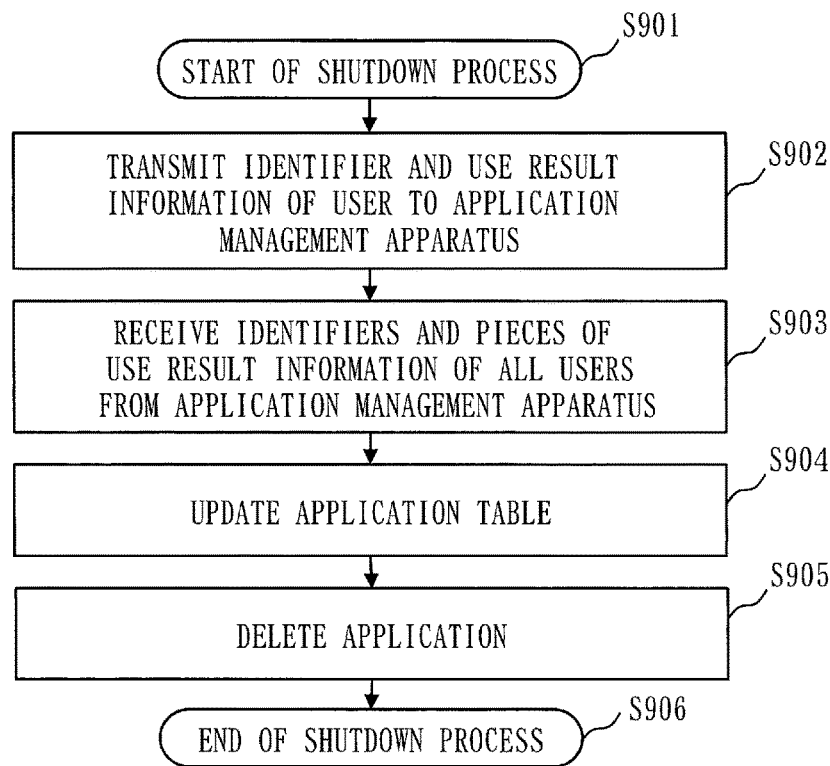 S901
START OF SHUTDOWN PROCESS
S902
TRANSMIT IDENTIFIER AND USE RESULT
INFORMATION OF USER TO APPLICATION
MANAGEMENT APPARATUS
S903
RECEIVE IDENTIFIERS AND PIECES OF
USE RESULT INFORMATION OF ALL USERS
FROM APPLICATION MANAGEMENT APPARATUS
S904
UPDATE APPLICATION TABLE
S905
DELETE APPLICATION
S906
END OF SHUTDOWN PROCESS